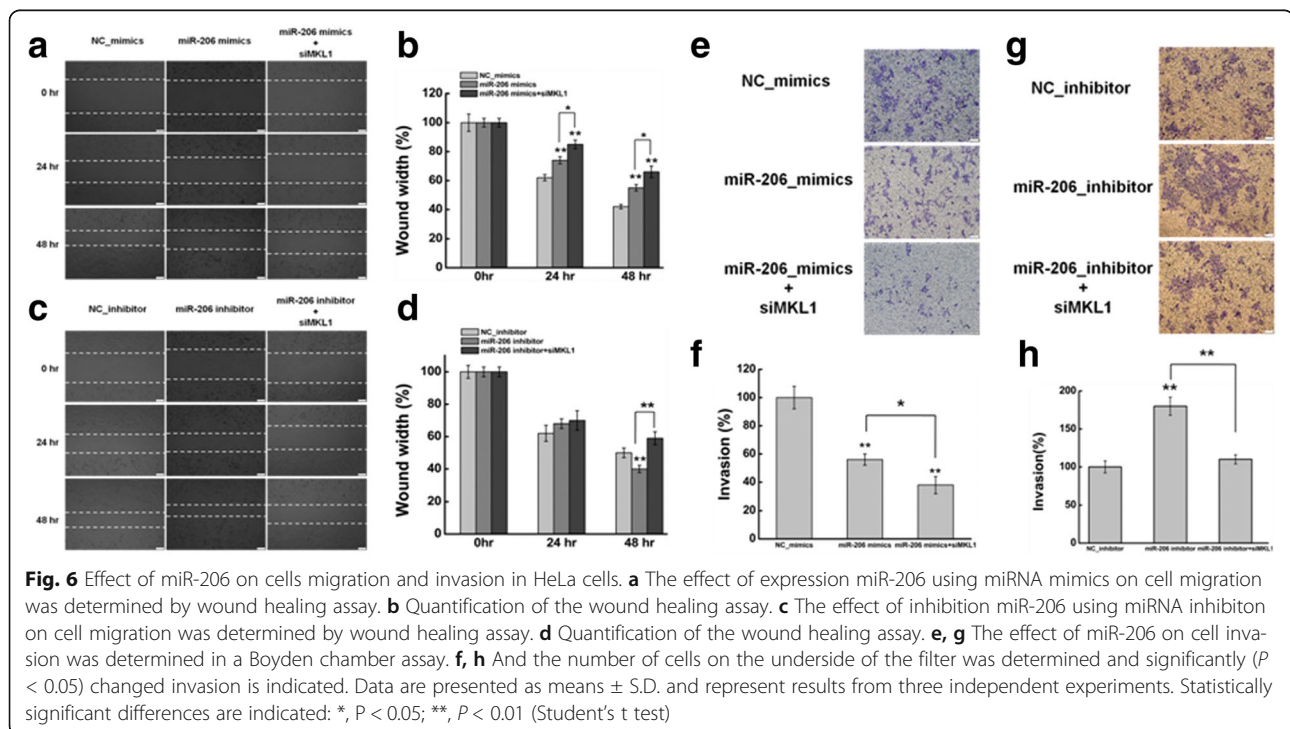 a
NC_mimics
miR-206 mimics
miR-206 mimics
+
siMKL1
0 hr
24 hr
48 hr
b
NC_mimics
miR-206 mimics
miR-206 mimics+siMKL1
Wound width (%)
120
100
80
60
40
20
0
*
**
**
*
**
**
0hr
24 hr
48 hr
c
NC_inhibitor
miR-206 inhibitor
miR-206 inhibitor
+
siMKL1
0 hr
24 hr
48 hr
d
NC_inhibitor
miR-206 inhibitor
miR-206 inhibitor+siMKL1
Wound width (%)
120
100
80
60
40
20
0
**
**
0hr
24 hr
48 hr
e
NC_mimics
miR-206_mimics
miR-206_mimics
+
siMKL1
f
Invasion (%)
120
100
80
60
40
20
0
*
**
**
NC_mimics
miR-206 mimics
miR-206 mimics+siMKL1
g
NC_inhibitor
miR-206_inhibitor
miR-206_inhibitor
+
siMKL1
h
Invasion(%)
200
150
100
50
0
**
**
NC_inhibitor
miR-206 inhibitor
miR-206 inhibitor+siMKL1
Fig. 6 Effect of miR-206 on cells migration and invasion in HeLa cells. a The effect of expression miR-206 using miRNA mimics on cell migration
was determined by wound healing assay. b Quantification of the wound healing assay. c The effect of inhibition miR-206 using miRNA inhibiton
on cell migration was determined by wound healing assay. d Quantification of the wound healing assay. e, g The effect of miR-206 on cell inva-
sion was determined in a Boyden chamber assay. f, h And the number of cells on the underside of the filter was determined and significantly (P
< 0.05) changed invasion is indicated. Data are presented as means ± S.D. and represent results from three independent experiments. Statistically
significant differences are indicated: *, P < 0.05; **, P < 0.01 (Student's t test)